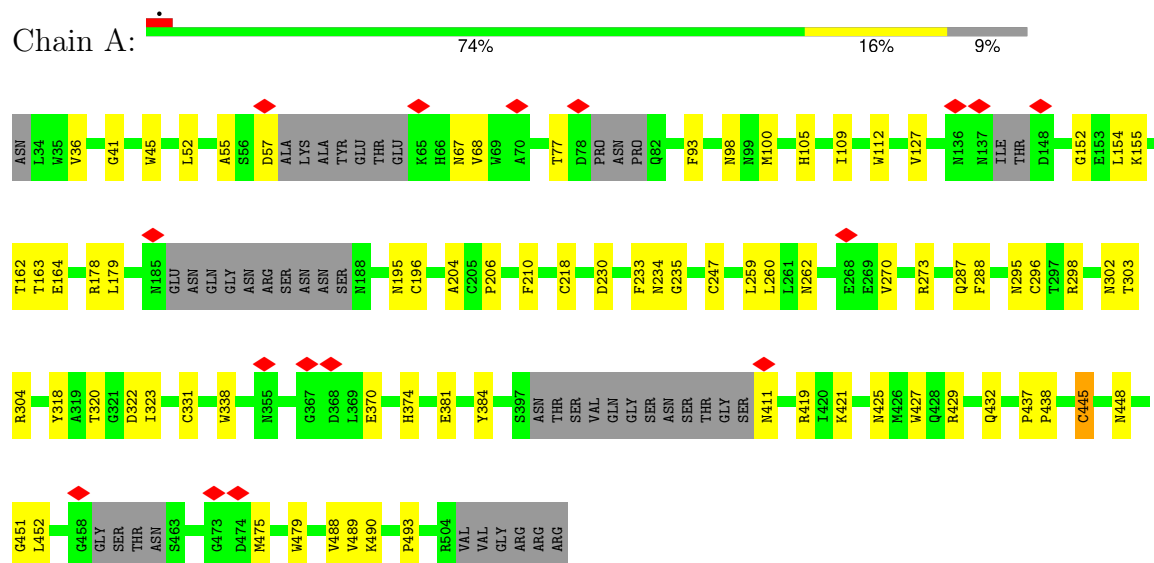 Chain A:
74% 16% 9%
ASN L34 W35 V36 G41 W45 L52 A55 S56 D57 ALA LYS ALA TYR GLU THR GLU K65 H66 N67 V68 W69 A70 T77 D78 PRO ASN PRO Q82 F93 N98 N99 M100 H105 I109 W112 V127 N136 N137 ILE THR D148 G152 E153 L154 K155
T162 T163 E164 R178 L179 N185 GLU ASN GLN GLY ASN ARG SER ASN ASN SER N188 N195 C196 A204 C205 P206 F210 C218 D230 F233 N234 G235 C247 L259 L260 L261 N262 E268 E269 V270 R273 Q287 F288 N295 C296 T297 R298 N302 T303
R304 Y318 A319 T320 G321 D322 I323 C331 W338 N355 G367 D368 L369 E370 H374 E381 Y384 S397 ASN THR SER VAL GLN GLY SER ASN SER THR GLY SER N411 R419 I420 K421 N425 M426 W427 Q428 R429 Q432 P437 P438 C445 N448
G451 L452 G458 GLY SER THR ASN S463 G473 D474 M475 W479 V488 V489 K490 P493 R504 VAL VAL GLY ARG ARG ARG